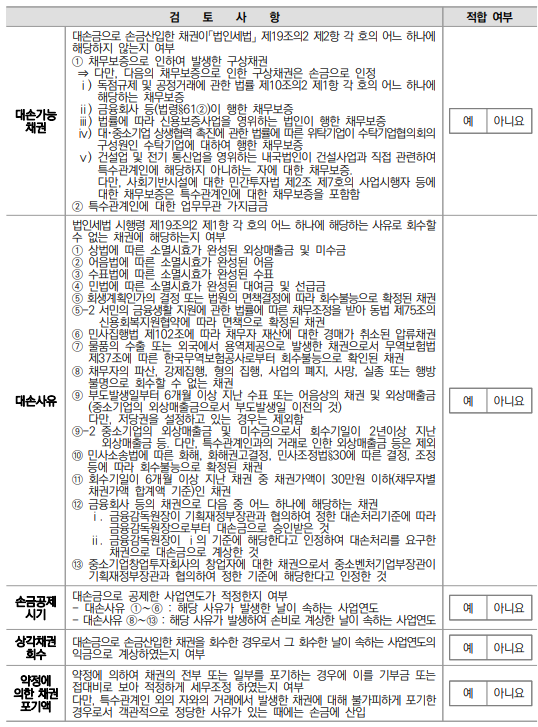 검 토 사 항
적합 여부
대손가능
채권
대손금으로 손금산입한 채권이「법인세법」 제19조의2 제2항 각 호의 어느 하나에
해당하지 않는지 여부
① 채무보증으로 인하여 발생한 구상채권
⇒ 다만, 다음의 채무보증으로 인한 구상채권은 손금으로 인정
ⅰ) 독점규제 및 공정거래에 관한 법률 제10조의2 제1항 각 호의 어느 하나에
해당하는 채무보증
ⅱ) 금융회사 등(법령§61②)이 행한 채무보증
ⅲ) 법률에 따라 신용보증사업을 영위하는 법인이 행한 채무보증
ⅳ) 대·중소기업 상생협력 촉진에 관한 법률에 따른 위탁기업이 수탁기업협의회의
구성원인 수탁기업에 대하여 행한 채무보증
ⅴ) 건설업 및 전기 통신업을 영위하는 내국법인이 건설사업과 직접 관련하여
특수관계인에 해당하지 아니하는 자에 대한 채무보증.
다만, 사회기반시설에 대한 민간투자법 제2조 제7호의 사업시행자 등에
대한 채무보증은 특수관계인에 대한 채무보증을 포함함
② 특수관계인에 대한 업무무관 가지급금
예 아니요
대손사유
법인세법 시행령 제19조의2 제1항 각 호의 어느 하나에 해당하는 사유로 회수할
수 없는 채권에 해당하는지 여부
① 상법에 따른 소멸시효가 완성된 외상매출금 및 미수금
② 어음법에 따른 소멸시효가 완성된 어음
③ 수표법에 따른 소멸시효가 완성된 수표
④ 민법에 따른 소멸시효가 완성된 대여금 및 선급금
⑤ 회생계획인가의 결정 또는 법원의 면책결정에 따라 회수불능으로 확정된 채권
⑤-2 서민의 금융생활 지원에 관한 법률에 따른 채무조정을 받아 동법 제75조의
신용회복지원협약에 따라 면책으로 확정된 채권
⑥ 민사집행법 제102조에 따라 채무자 재산에 대한 경매가 취소된 압류채권
⑦ 물품의 수출 또는 외국에서 용역제공으로 발생한 채권으로서 무역보험법
제37조에 따른 한국무역보험공사로부터 회수불능으로 확인된 채권
⑧ 채무자의 파산, 강제집행, 형의 집행, 사업의 폐지, 사망, 실종 또는 행방
불명으로 회수할 수 없는 채권
⑨ 부도발생일부터 6개월 이상 지난 수표 또는 어음상의 채권 및 외상매출금
(중소기업의 외상매출금으로서 부도발생일 이전의 것)
다만, 저당권을 설정하고 있는 경우는 제외함
⑨-2 중소기업의 외상매출금 및 미수금으로서 회수기일이 2년이상 지난
외상매출금 등. 다만, 특수관계인과의 거래로 인한 외상매출금 등은 제외
⑩ 민사소송법에 따른 화해, 화해권고결정, 민사조정법§30에 따른 결정, 조정
등에 따라 회수불능으로 확정된 채권
⑪ 회수기일이 6개월 이상 지난 채권 중 채권가액이 30만원 이하(채무자별
채권가액 합계액 기준)인 채권
⑫ 금융회사 등의 채권으로 다음 중 어느 하나에 해당하는 채권
ⅰ. 금융감독원장이 기획재정부장관과 협의하여 정한 대손처리기준에 따라
금융감독원장으로부터 대손금으로 승인받은 것
ⅱ. 금융감독원장이 ⅰ의 기준에 해당한다고 인정하여 대손처리를 요구한
채권으로 대손금으로 계상한 것
⑬ 중소기업창업투자회사의 창업자에 대한 채권으로서 중소벤처기업부장관이
기획재정부장관과 협의하여 정한 기준에 해당한다고 인정한 것
예 아니요
손금공제
시기
대손금으로 공제한 사업연도가 적정한지 여부
- 대손사유 ①~⑥ : 해당 사유가 발생한 날이 속하는 사업연도
- 대손사유 ⑧~⑬ : 해당 사유가 발생하여 손비로 계상한 날이 속하는 사업연도
예 아니요
상각채권
회수
대손금으로 손금산입한 채권을 회수한 경우로서 그 회수한 날이 속하는 사업연도의
익금으로 계상하였는지 여부
예 아니요
약정에
의한 채권
포기액
약정에 의하여 채권의 전부 또는 일부를 포기하는 경우에 이를 기부금 또는
접대비로 보아 적정하게 세무조정 하였는지 여부
다만, 특수관계인 외의 자와의 거래에서 발생한 채권에 대해 불가피하게 포기한
경우로서 객관적으로 정당한 사유가 있는 때에는 손금에 산입
예 아니요